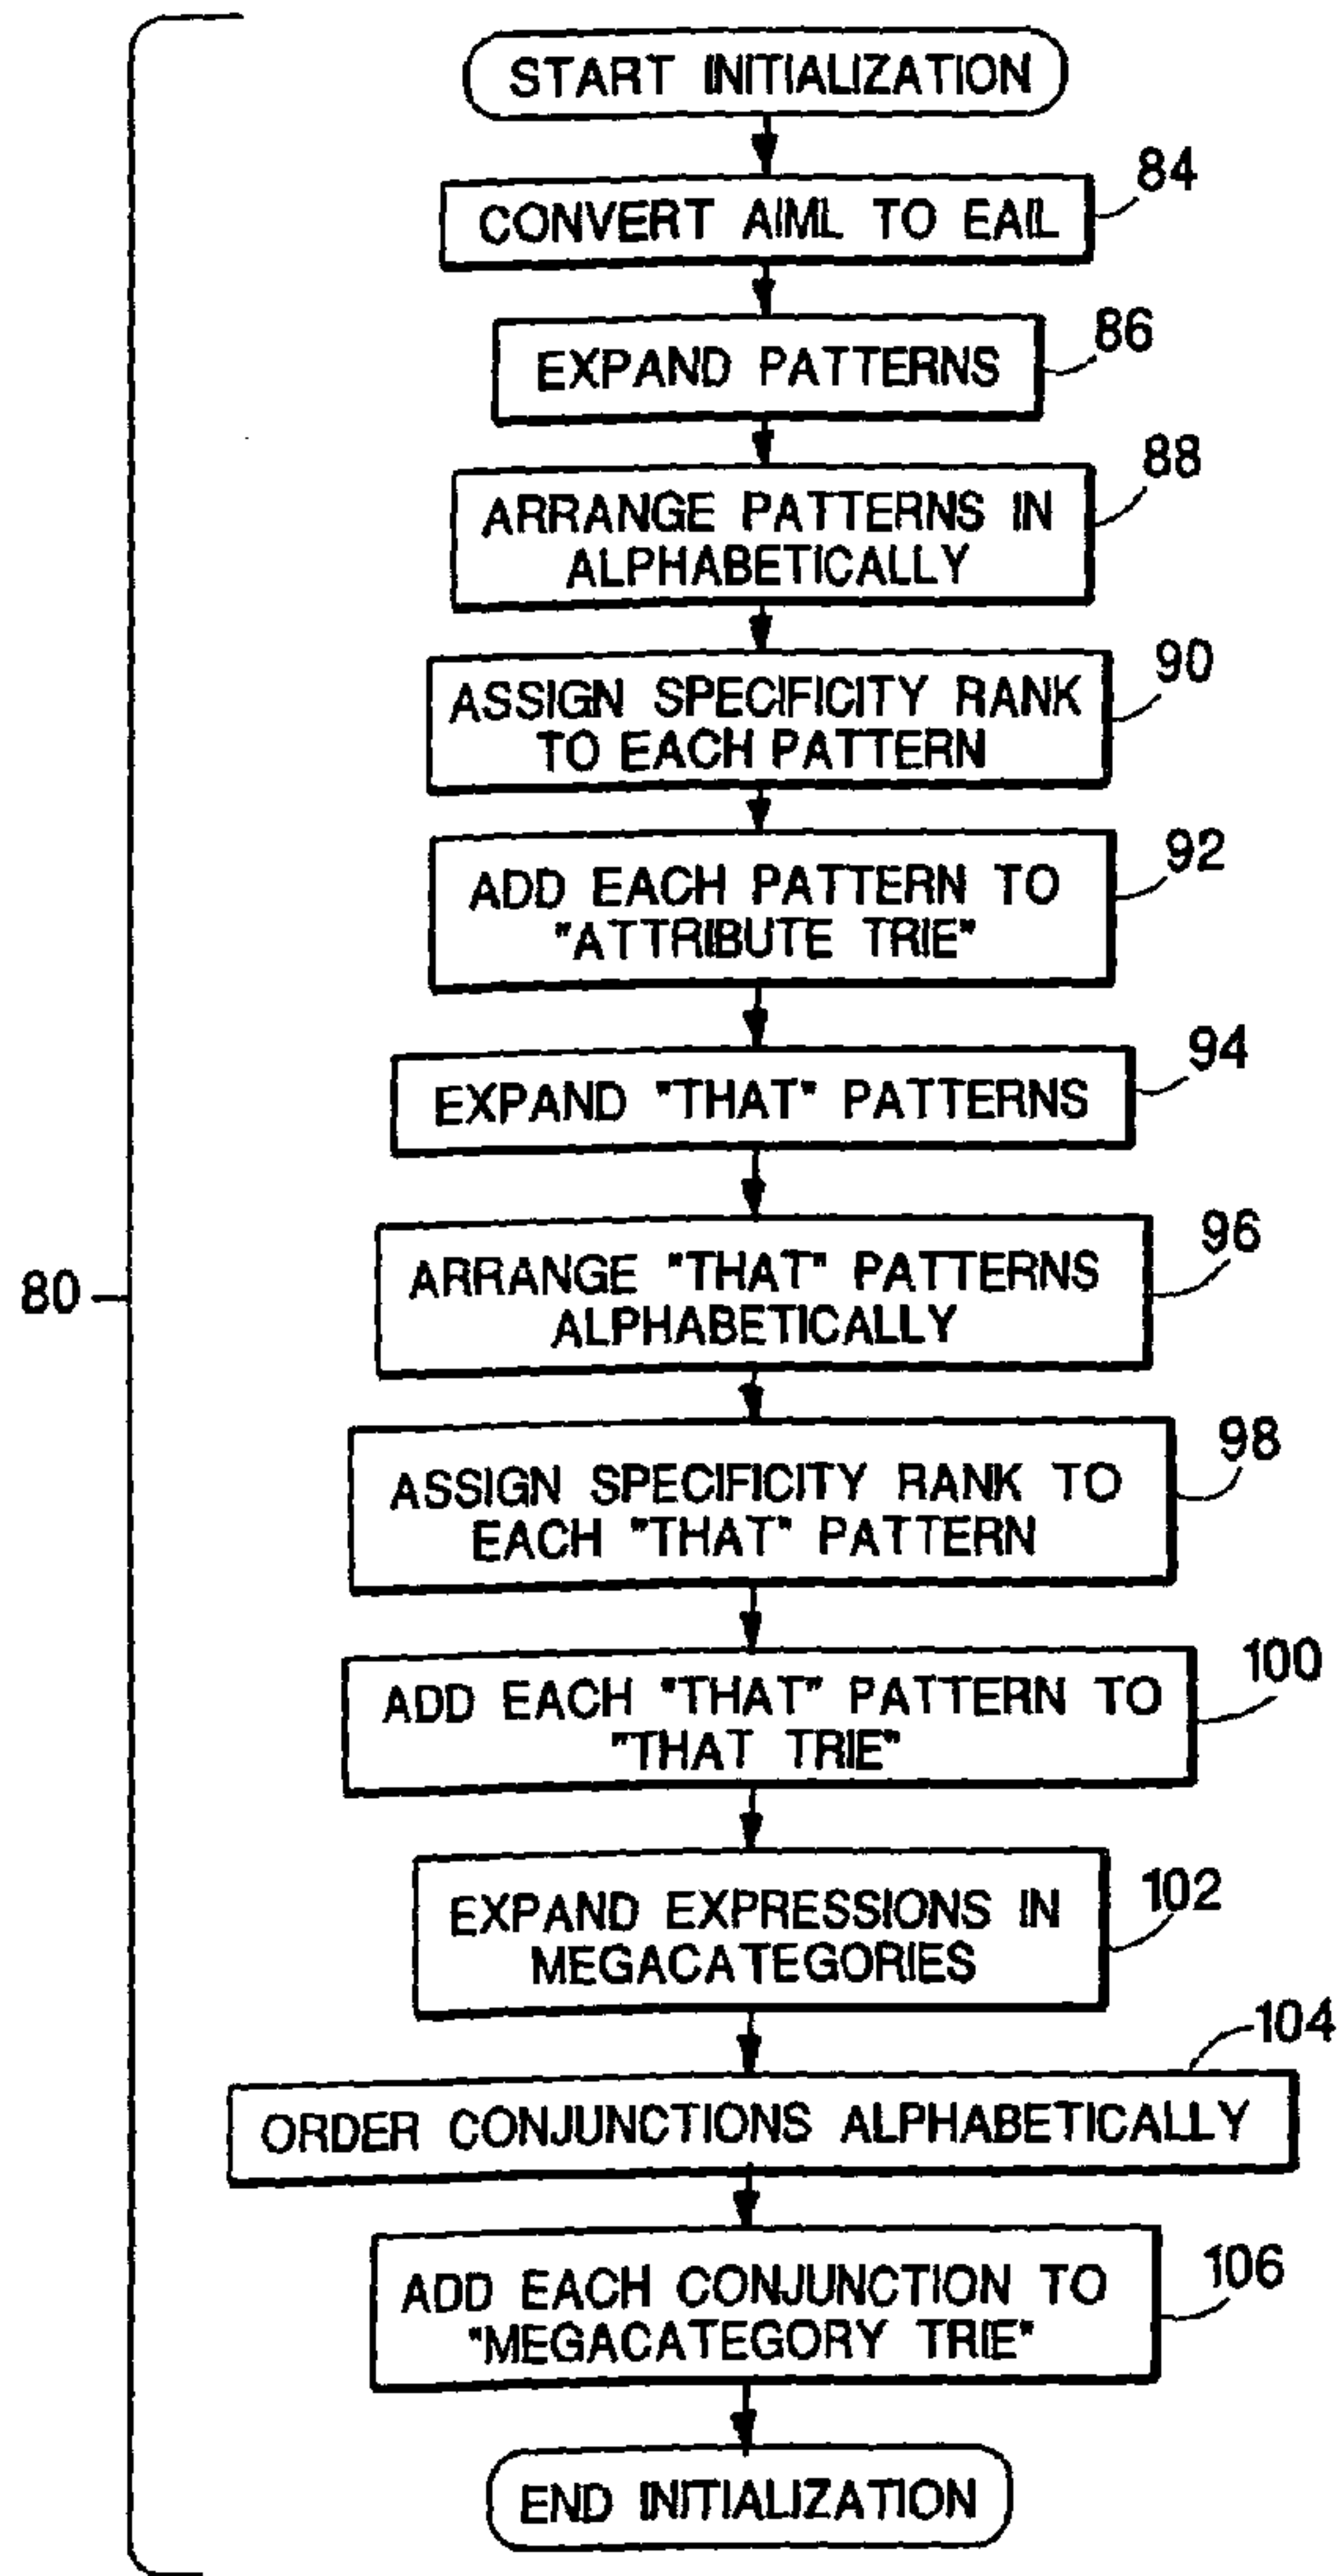 START INITIALIZATION
84
CONVERT AIML TO EAIL
86
EXPAND PATTERNS
88
ARRANGE PATTERNS IN
ALPHABETICALLY
90
ASSIGN SPECIFICITY RANK
TO EACH PATTERN
92
ADD EACH PATTERN TO
"ATTRIBUTE TRIE"
94
EXPAND "THAT" PATTERNS
96
ARRANGE "THAT" PATTERNS
ALPHABETICALLY
80
98
ASSIGN SPECIFICITY RANK TO
EACH "THAT" PATTERN
100
ADD EACH "THAT" PATTERN TO
"THAT TRIE"
102
EXPAND EXPRESSIONS IN
MEGACATEGORIES
104
ORDER CONJUNCTIONS ALPHABETICALLY
106
ADD EACH CONJUNCTION TO
"MEGACATEGORY TRIE"
END INITIALIZATION